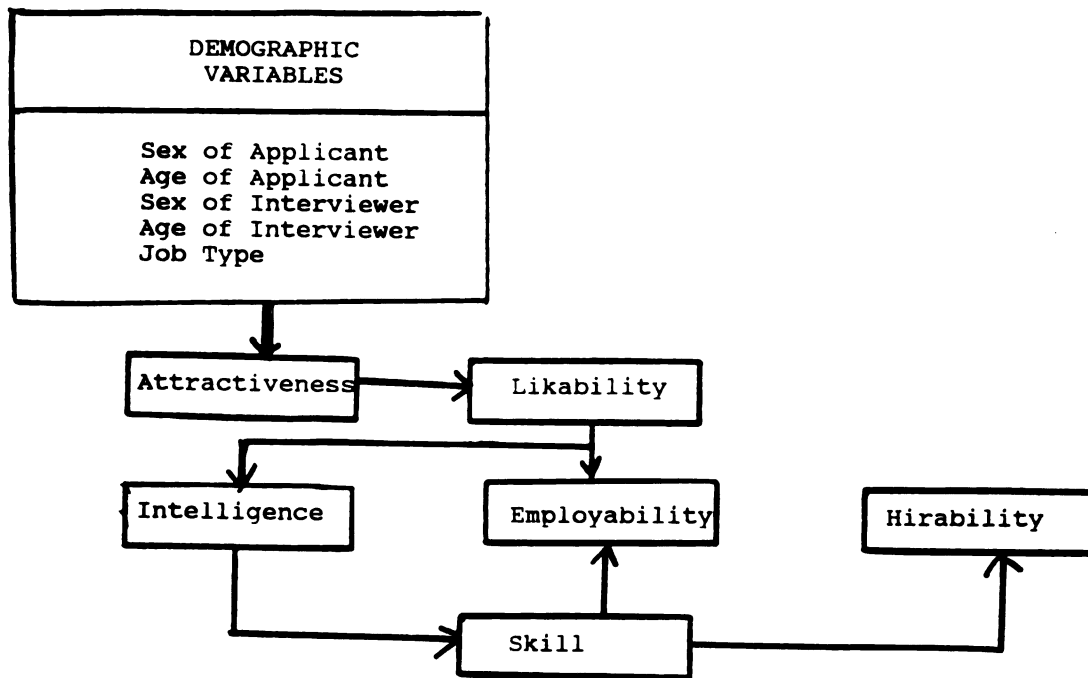 DEMOGRAPHIC
VARIABLES
Sex of Applicant
Age of Applicant
Sex of Interviewer
Age of Interviewer
Job Type
Attractiveness
Likability
Intelligence
Employability
Hirability
Skill